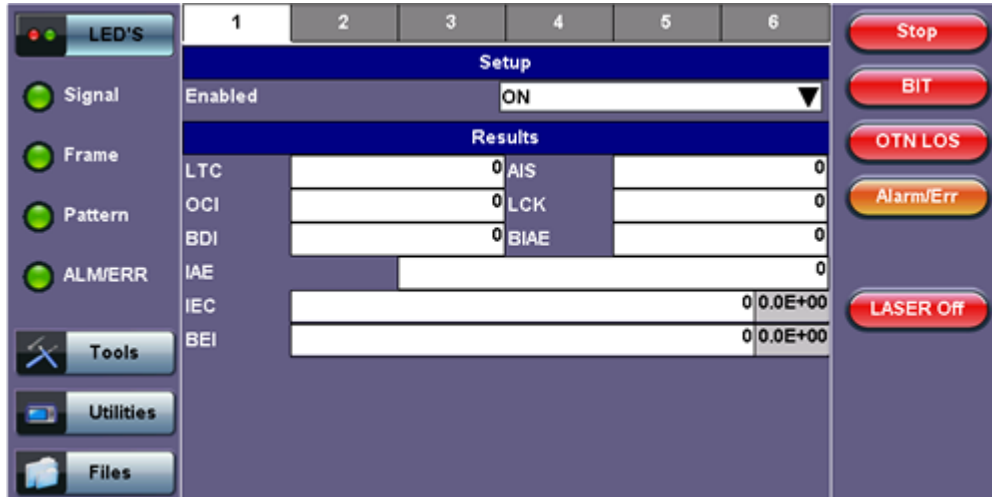 LED'S
Signal
Frame
Pattern
ALM/ERR
Tools
Utilities
Files
1 2 3 4 5 6
Setup
Enabled ON
Results
LTC 0 AIS 0
OCI 0 LCK 0
BDI 0 BIAE 0
IAE 0
IEC 0 0.0E+00
BEI 0 0.0E+00
Stop
BIT
OTN LOS
Alarm/Err
LASER Off